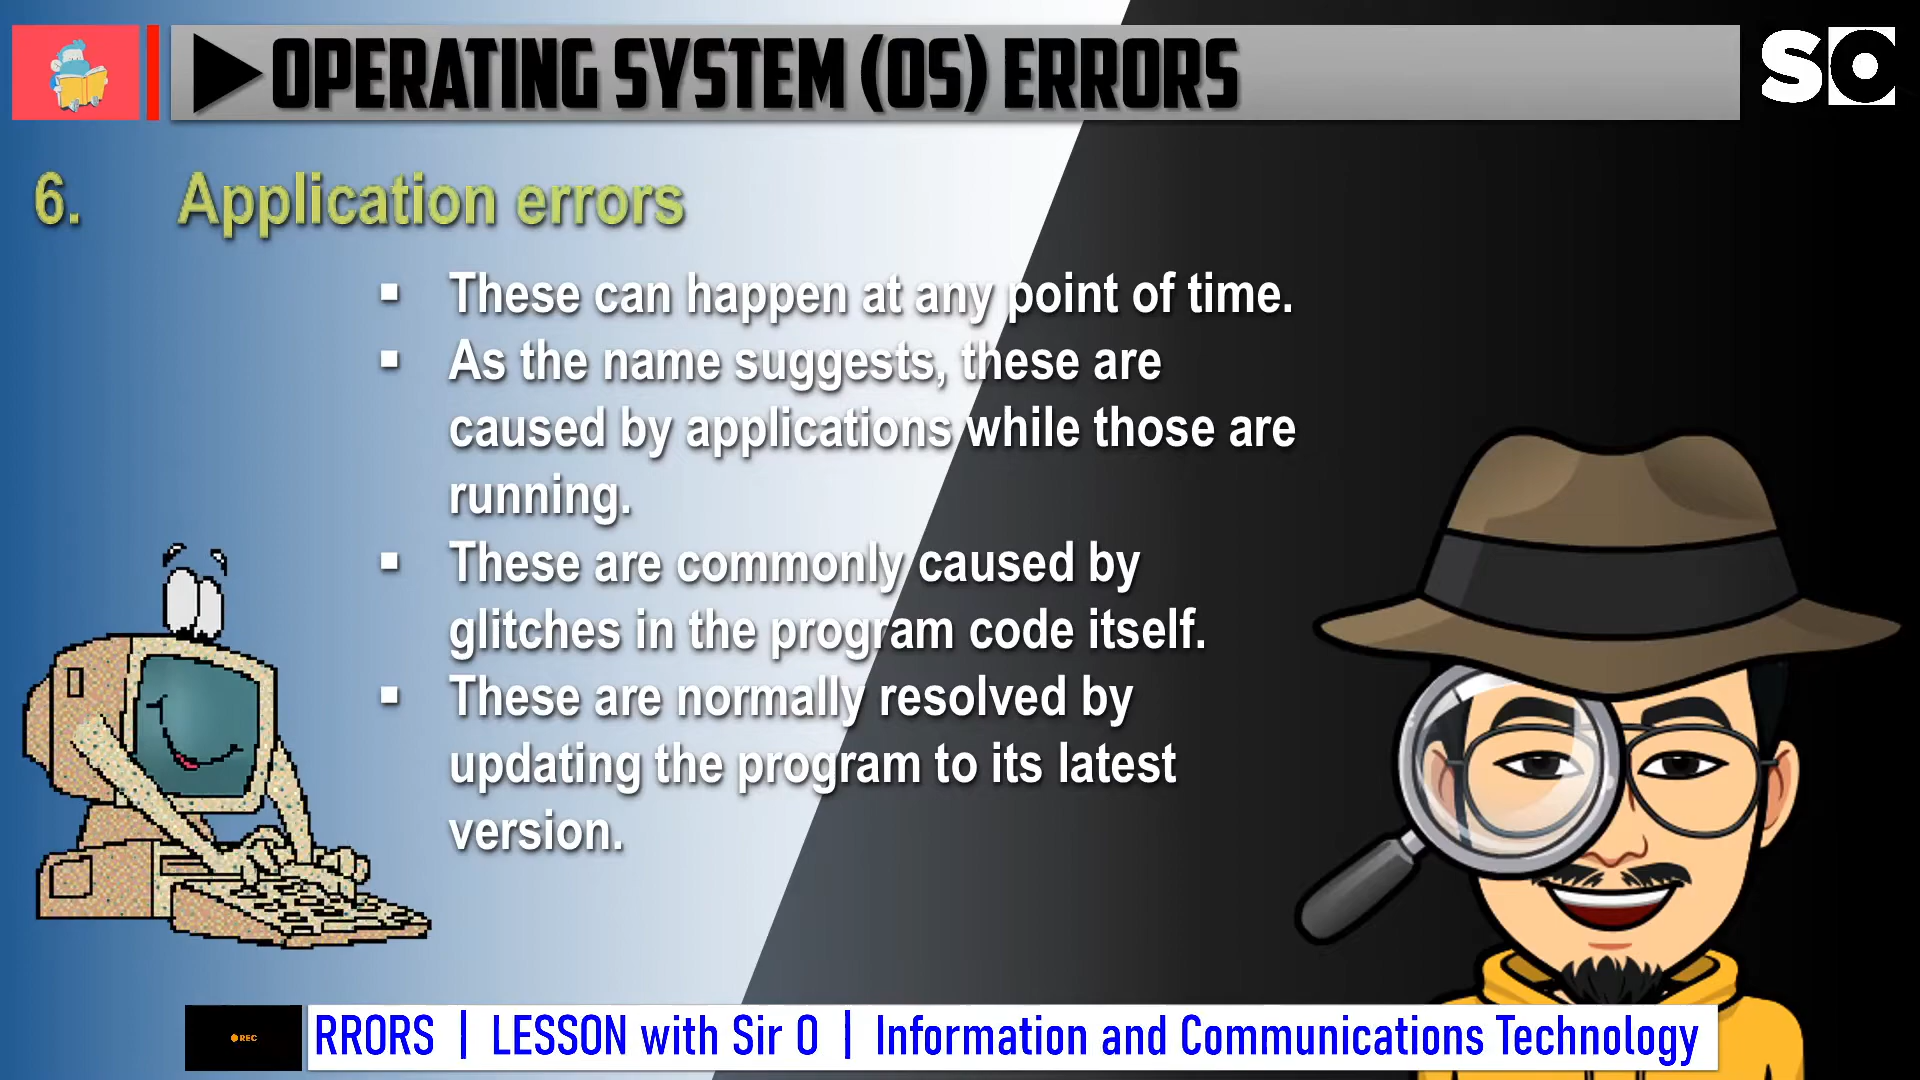 OPERATING SYSTEM (OS) ERRORS
SO
6. Application errors
▪ These can happen at any point of time.
▪ As the name suggests, these are
caused by applications while those are
running.
▪ These are commonly caused by
glitches in the program code itself.
▪ These are normally resolved by
updating the program to its latest
version.
REC
RRORS | LESSON with Sir O | Information and Communications Technology